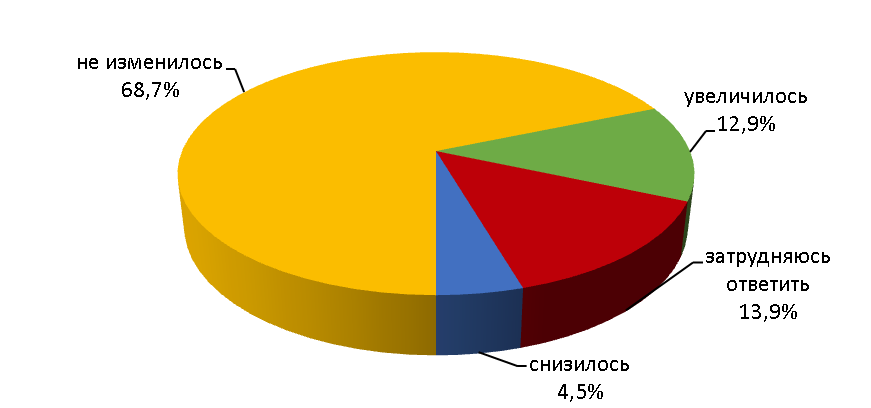 не изменилось
68,7%
увеличилось
12,9%
затрудняюсь
ответить
13,9%
снизилось
4,5%